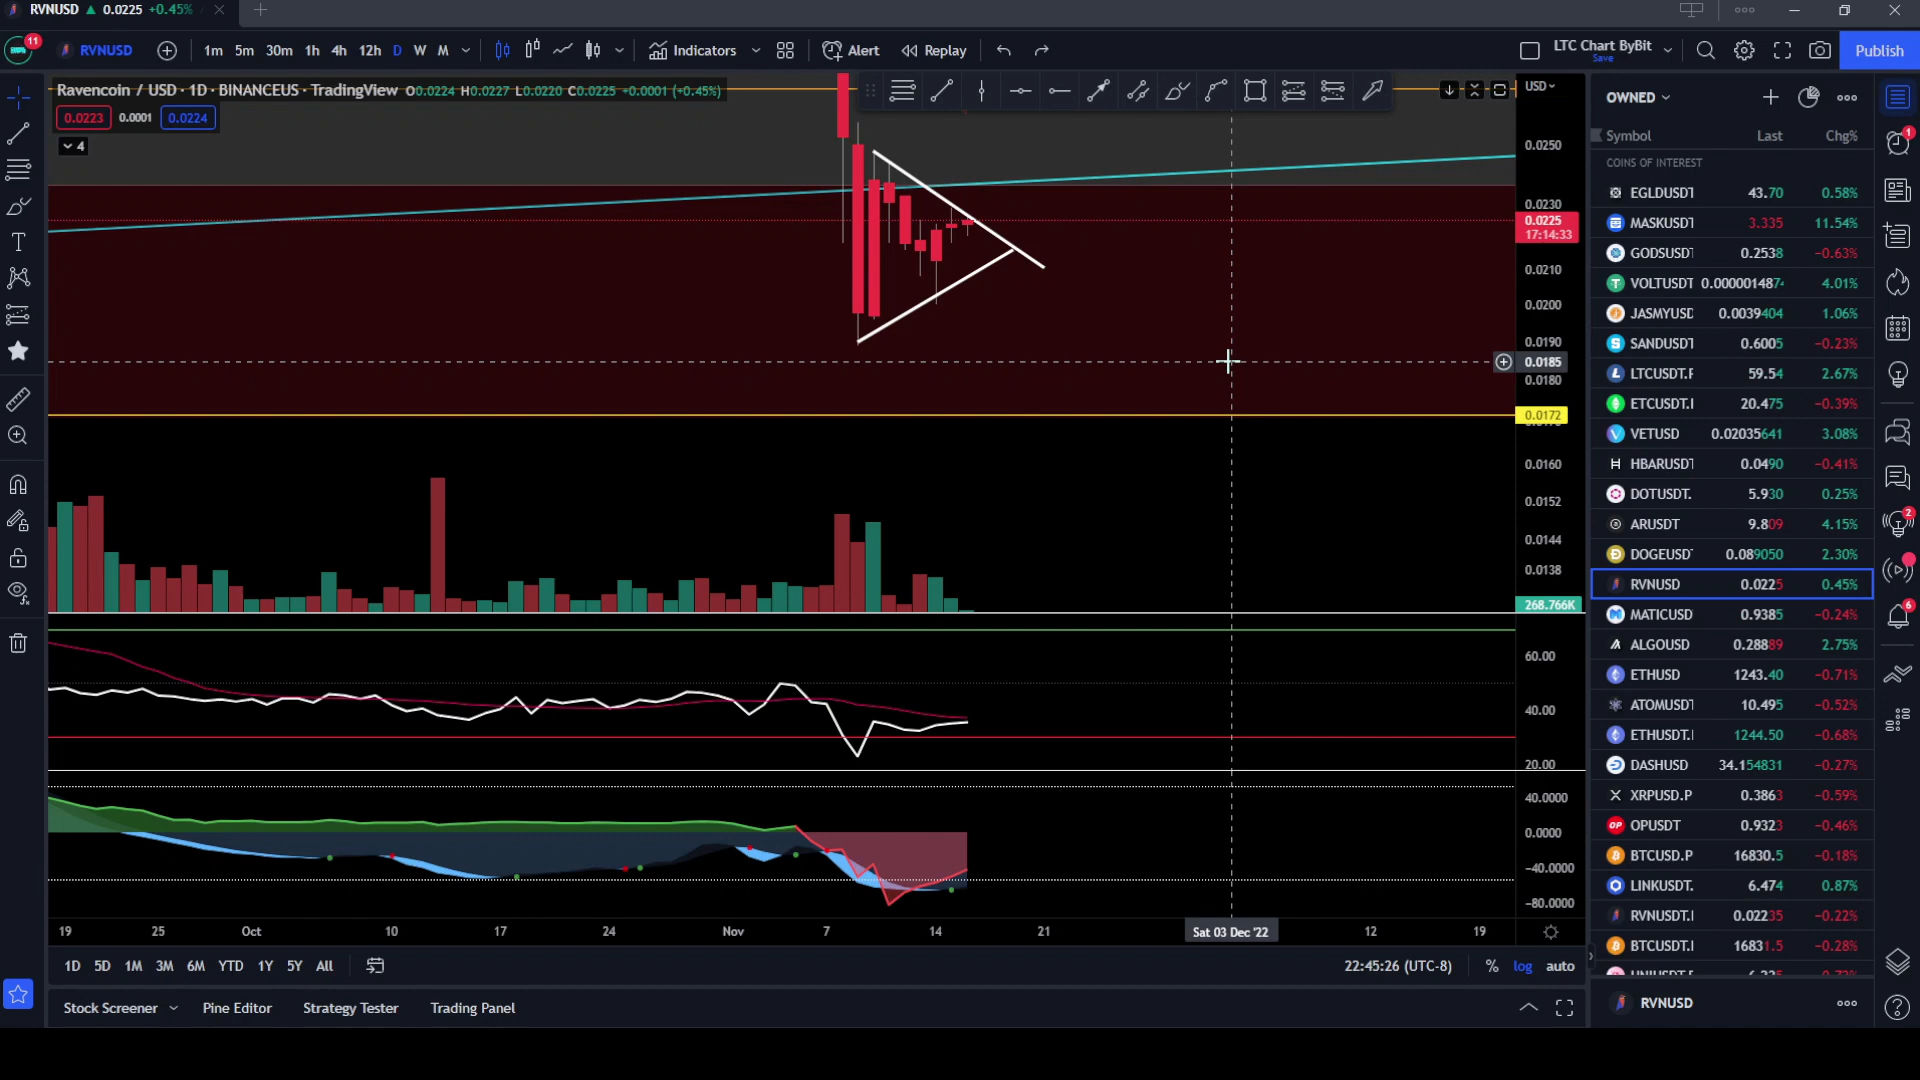 RVNUSD ▲ 0.0225 +0.45%
11 RVNUSD 1m 5m 30m 1h 4h 12h D W M Indicators Alert Replay LTC Chart ByBit Save Publish
Ravencoin / USD · 1D · BINANCEUS · TradingView O0.0224 H0.0227 L0.0220 C0.0225 +0.0001 (+0.45%)
USD
0.0223 0.0001 0.0224
4
0.0250
0.0230
0.0225
17:14:33
0.0210
0.0200
0.0190
0.0185
0.0180
0.0172
0.0160
0.0152
0.0144
0.0138
268.766K
60.00
40.00
20.00
40.0000
0.0000
−40.0000
−80.0000
19 25 Oct 10 17 24 Nov 7 14 21 Sat 03 Dec '22 12 19
1D 5D 1M 3M 6M YTD 1Y 5Y All 22:45:26 (UTC-8) % log auto
Stock Screener Pine Editor Strategy Tester Trading Panel
OWNED
Symbol Last Chg%
COINS OF INTEREST
EGLDUSDT 43.70 0.58%
MASKUSDT 3.335 11.54%
GODSUSDT 0.2538 −0.63%
VOLTUSDT 0.0000014874 4.01%
JASMYUSD 0.0039404 1.06%
SANDUSDT 0.6005 −0.23%
LTCUSDT.F 59.54 2.67%
ETCUSDT.I 20.475 −0.39%
VETUSD 0.02035641 3.08%
HBARUSDT 0.0490 −0.41%
DOTUSDT. 5.930 0.25%
ARUSDT 9.809 4.15%
DOGEUSDT 0.089050 2.30%
RVNUSD 0.0225 0.45%
MATICUSD 0.9385 −0.24%
ALGOUSD 0.28889 2.75%
ETHUSD 1243.40 −0.71%
ATOMUSDT 10.495 −0.52%
ETHUSDT.I 1244.50 −0.68%
DASHUSD 34.154831 −0.27%
XRPUSD.P 0.3863 −0.59%
OPUSDT 0.9323 −0.46%
BTCUSD.P 16830.5 −0.18%
LINKUSDT. 6.474 0.87%
RVNUSDT.I 0.02235 −0.22%
BTCUSDT.I 16831.5 −0.28%
RVNUSD
1
2
6